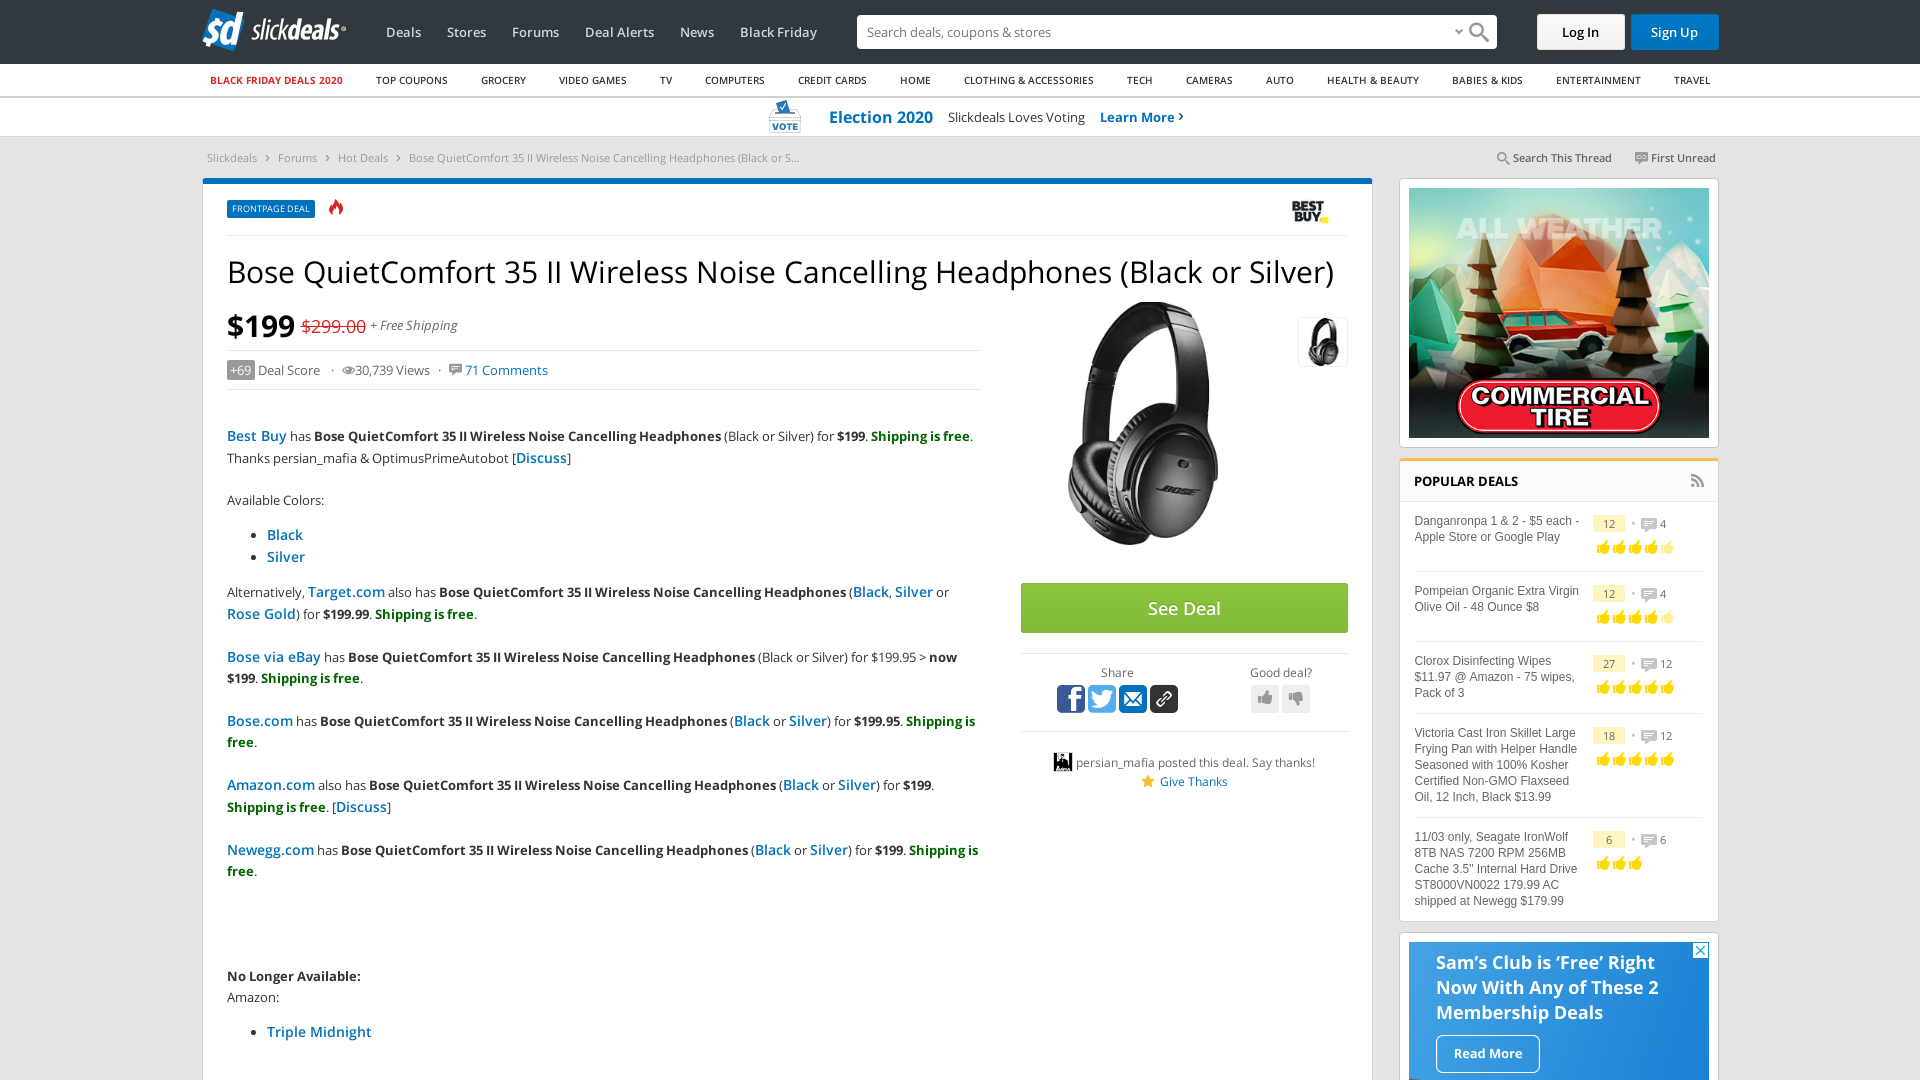 slickdeals
Deals
Stores
Forums
Deal Alerts
News
Black Friday
Search deals, coupons & stores
Log In
Sign Up
BLACK FRIDAY DEALS 2020
TOP COUPONS
GROCERY
VIDEO GAMES
TV
COMPUTERS
CREDIT CARDS
HOME
CLOTHING & ACCESSORIES
TECH
CAMERAS
AUTO
HEALTH & BEAUTY
BABIES & KIDS
ENTERTAINMENT
TRAVEL
VOTE
Election 2020 Slickdeals Loves Voting Learn More
Slickdeals > Forums > Hot Deals > Bose QuietComfort 35 II Wireless Noise Cancelling Headphones (Black or S...
Search This Thread
First Unread
FRONTPAGE DEAL
BEST
BUY
Bose QuietComfort 35 II Wireless Noise Cancelling Headphones (Black or Silver)
$199 $299.00 + Free Shipping
+69 Deal Score · 30,739 Views · 71 Comments
Best Buy has Bose QuietComfort 35 II Wireless Noise Cancelling Headphones (Black or Silver) for $199. Shipping is free.
Thanks persian_mafia & OptimusPrimeAutobot [Discuss]
Available Colors:
• Black
• Silver
Alternatively, Target.com also has Bose QuietComfort 35 II Wireless Noise Cancelling Headphones (Black, Silver or
Rose Gold) for $199.99. Shipping is free.
Bose via eBay has Bose QuietComfort 35 II Wireless Noise Cancelling Headphones (Black or Silver) for $199.95 > now
$199. Shipping is free.
Bose.com has Bose QuietComfort 35 II Wireless Noise Cancelling Headphones (Black or Silver) for $199.95. Shipping is
free.
Amazon.com also has Bose QuietComfort 35 II Wireless Noise Cancelling Headphones (Black or Silver) for $199.
Shipping is free. [Discuss]
Newegg.com has Bose QuietComfort 35 II Wireless Noise Cancelling Headphones (Black or Silver) for $199. Shipping is
free.
No Longer Available:
Amazon:
• Triple Midnight
BOSE
See Deal
Share
Good deal?
persian_mafia posted this deal. Say thanks!
Give Thanks
ALL WEATHER
COMMERCIAL
TIRE
POPULAR DEALS
Danganronpa 1 & 2 - $5 each -
Apple Store or Google Play
12 • 4
Pompeian Organic Extra Virgin
Olive Oil - 48 Ounce $8
12 • 4
Clorox Disinfecting Wipes
$11.97 @ Amazon - 75 wipes,
Pack of 3
27 • 12
Victoria Cast Iron Skillet Large
Frying Pan with Helper Handle
Seasoned with 100% Kosher
Certified Non-GMO Flaxseed
Oil, 12 Inch, Black $13.99
18 • 12
11/03 only, Seagate IronWolf
8TB NAS 7200 RPM 256MB
Cache 3.5" Internal Hard Drive
ST8000VN0022 179.99 AC
shipped at Newegg $179.99
6 • 6
Sam's Club is 'Free' Right
Now With Any of These 2
Membership Deals
Read More